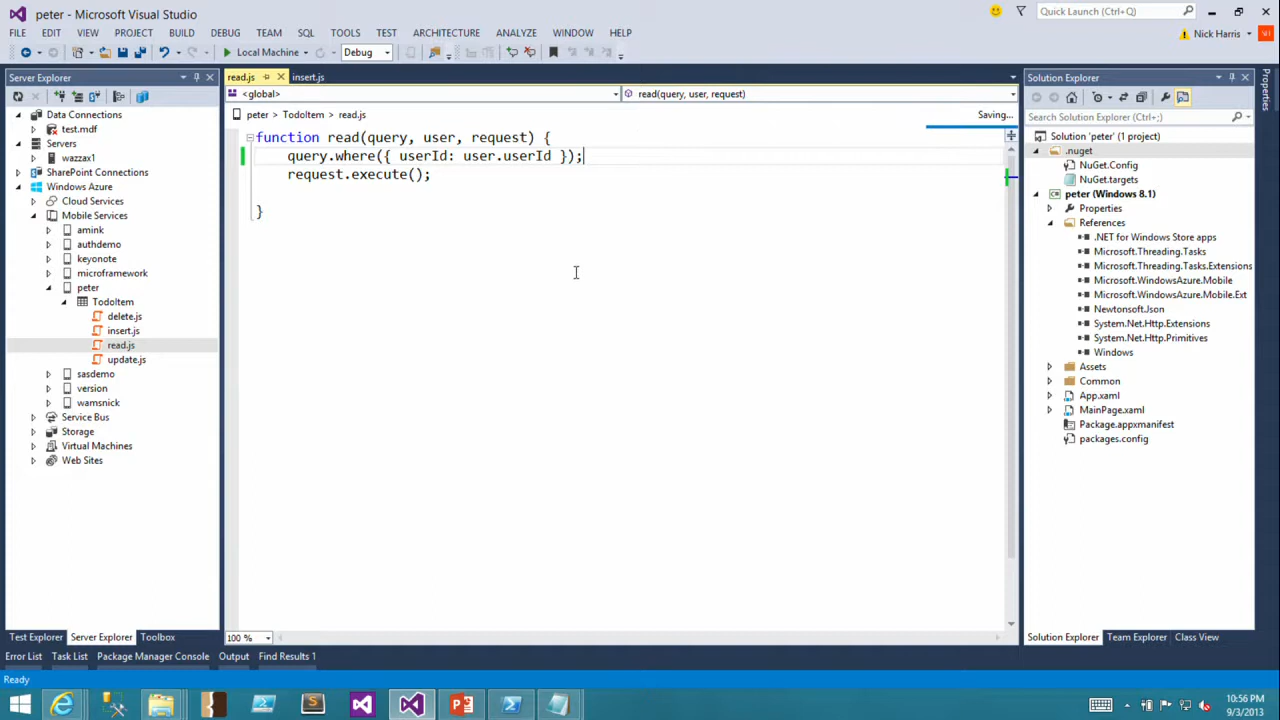 peter - Microsoft Visual Studio
Quick Launch (Ctrl+Q)
FILE EDIT VIEW PROJECT BUILD DEBUG TEAM SQL TOOLS TEST ARCHITECTURE ANALYZE WINDOW HELP
Nick Harris
NH
Local Machine
Debug
Server Explorer
read.js
insert.js
Solution Explorer
Properties
<global>
read(query, user, request)
Data Connections
test.mdf
Servers
wazzax1
SharePoint Connections
Windows Azure
Cloud Services
Mobile Services
amink
authdemo
keyonote
microframework
peter
TodoItem
delete.js
insert.js
read.js
update.js
sasdemo
version
wamsnick
Service Bus
Storage
Virtual Machines
Web Sites
peter > TodoItem > read.js
Saving...
function read(query, user, request) {
query.where({ userId: user.userId });
request.execute();
}
Search Solution Explorer (Ctrl+;)
Solution 'peter' (1 project)
.nuget
NuGet.Config
NuGet.targets
peter (Windows 8.1)
Properties
References
.NET for Windows Store apps
Microsoft.Threading.Tasks
Microsoft.Threading.Tasks.Extensions
Microsoft.WindowsAzure.Mobile
Microsoft.WindowsAzure.Mobile.Ext
Newtonsoft.Json
System.Net.Http.Extensions
System.Net.Http.Primitives
Windows
Assets
Common
App.xaml
MainPage.xaml
Package.appxmanifest
packages.config
100 %
Test Explorer Server Explorer Toolbox
Solution Explorer Team Explorer Class View
Error List Task List Package Manager Console Output Find Results 1
Ready
10:56 PM
9/3/2013